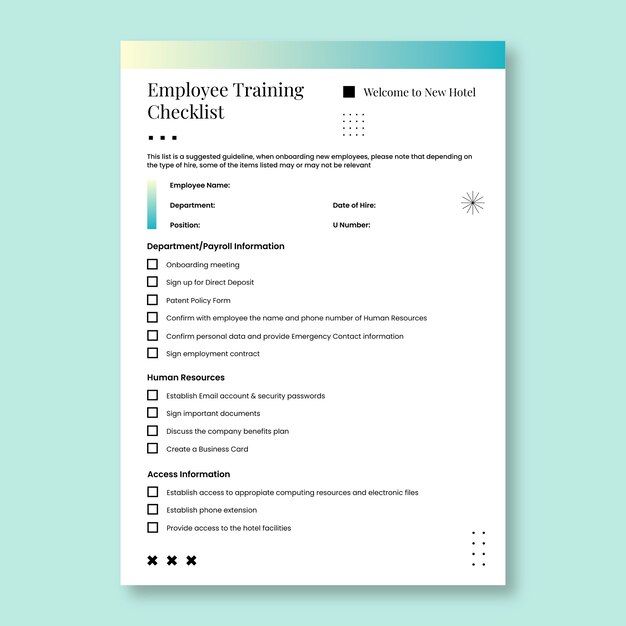 Employee Training
Checklist
Welcome to New Hotel
This list is a suggested guideline, when onboarding new employees, please note that depending on
the type of hire, some of the items listed may or may not be relevant
Employee Name:
Department:
Date of Hire:
Position:
U Number:
Department/Payroll Information
Onboarding meeting
Sign up for Direct Deposit
Patent Policy Form
Confirm with employee the name and phone number of Human Resources
Confirm personal data and provide Emergency Contact information
Sign employment contract
Human Resources
Establish Email account & security passwords
Sign important documents
Discuss the company benefits plan
Create a Business Card
Access Information
Establish access to appropiate computing resources and electronic files
Establish phone extension
Provide access to the hotel facilities